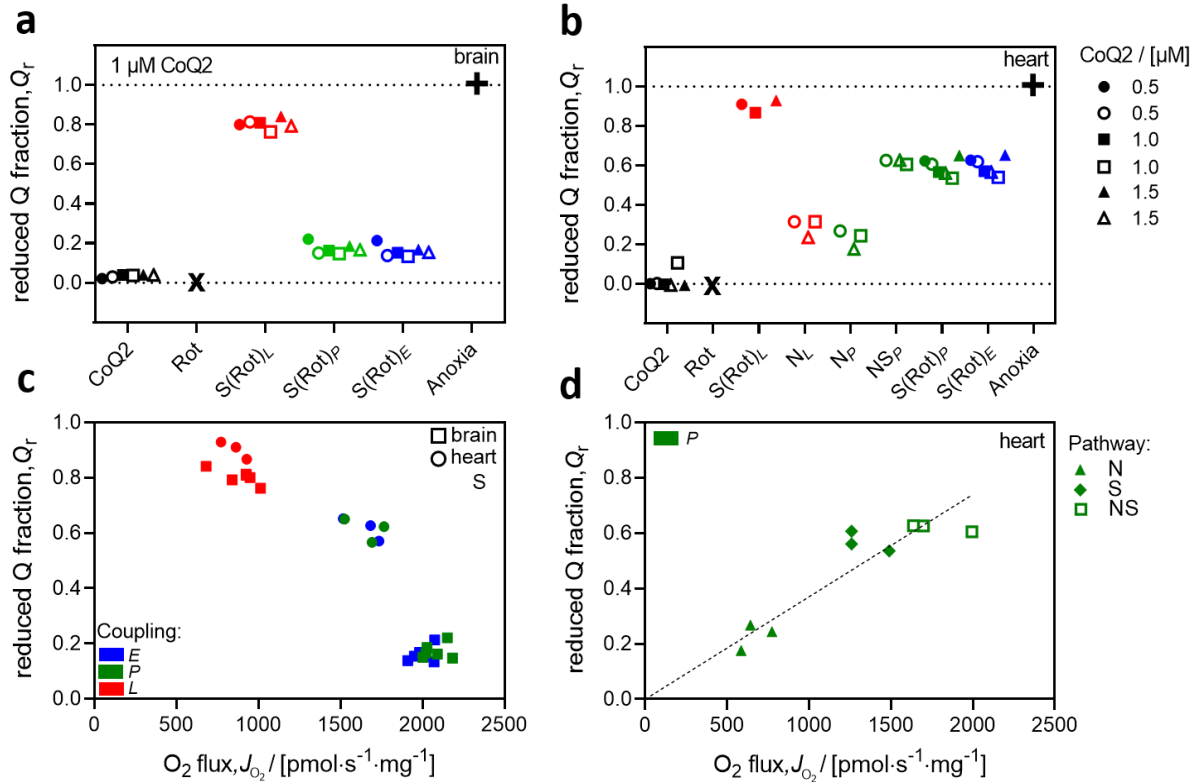 a
1 µM CoQ2
brain
reduced Q fraction, Qr
1.0
0.8
0.6
0.4
0.2
0.0
CoQ2
Rot
S(Rot)L
S(Rot)P
S(Rot)E
Anoxia
b
heart
reduced Q fraction, Qr
1.0
0.8
0.6
0.4
0.2
0.0
CoQ2
Rot
S(Rot)L
NL
NP
NSP
S(Rot)P
S(Rot)E
Anoxia
CoQ2 / [µM]
0.5
0.5
1.0
1.0
1.5
1.5
c
brain
heart
S
reduced Q fraction, Qr
1.0
0.8
0.6
0.4
0.2
0.0
Coupling:
E
P
L
0 500 1000 1500 2000 2500
O2 flux, JO2 / [pmol·s⁻¹·mg⁻¹]
d
P
heart
reduced Q fraction, Qr
1.0
0.8
0.6
0.4
0.2
0.0
0 500 1000 1500 2000 2500
O2 flux, JO2 / [pmol·s⁻¹·mg⁻¹]
Pathway:
N
S
NS